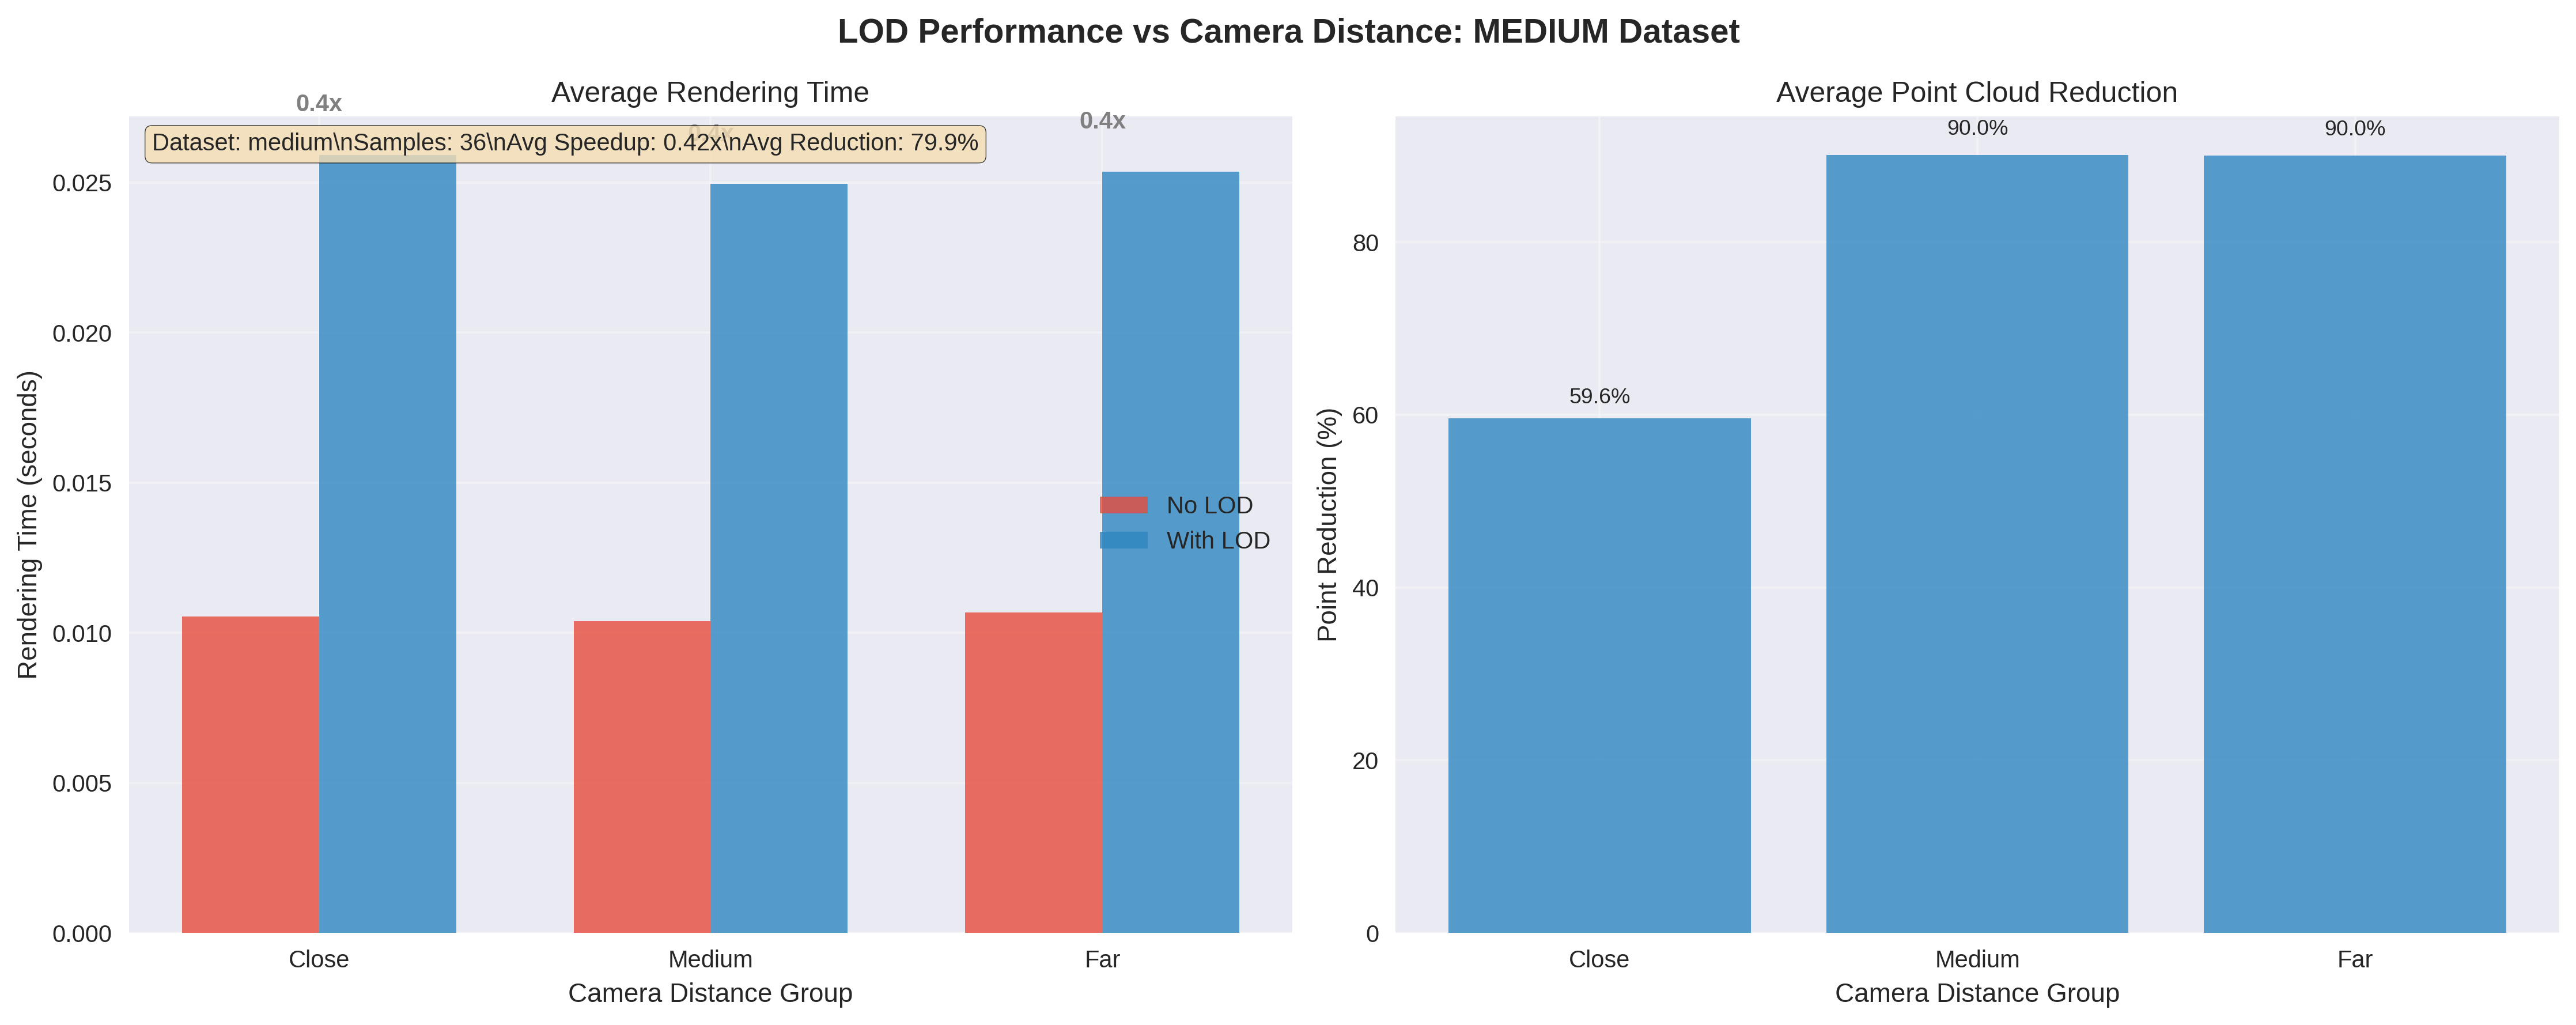 LOD Performance vs Camera Distance: MEDIUM Dataset
Average Rendering Time
0.4x
0.4x
0.4x
Dataset: medium\nSamples: 36\nAvg Speedup: 0.42x\nAvg Reduction: 79.9%
0.025
0.020
0.015
0.010
0.005
0.000
Rendering Time (seconds)
No LOD
With LOD
Close
Medium
Far
Camera Distance Group
Average Point Cloud Reduction
59.6%
90.0%
90.0%
80
60
40
20
0
Point Reduction (%)
Close
Medium
Far
Camera Distance Group